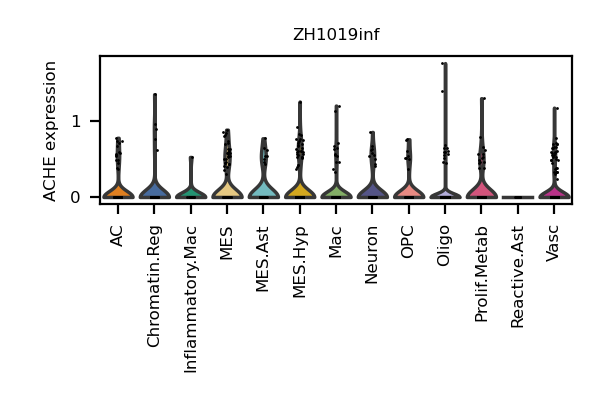 ZH1019inf
ACHE expression
1
0
AC
Chromatin.Reg
Inflammatory.Mac
MES
MES.Ast
MES.Hyp
Mac
Neuron
OPC
Oligo
Prolif.Metab
Reactive.Ast
Vasc